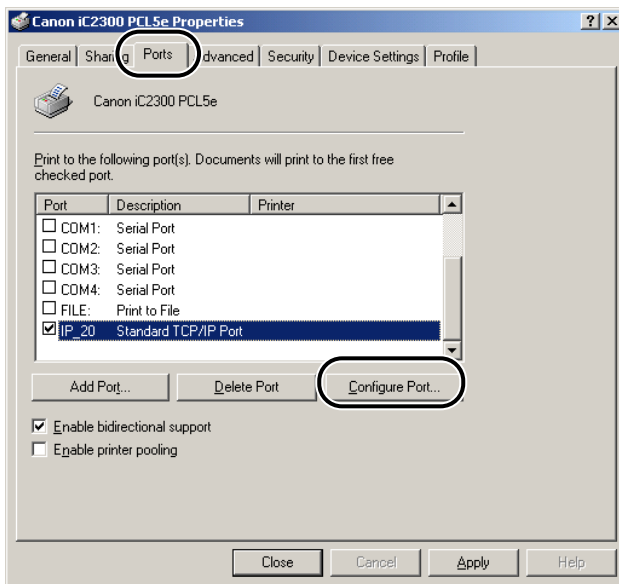 Canon iC2300 PCL5e Properties
General Sharing Ports Advanced Security Device Settings Profile
Canon iC2300 PCL5e
Print to the following port(s). Documents will print to the first free
checked port.
Port Description Printer
COM1: Serial Port
COM2: Serial Port
COM3: Serial Port
COM4: Serial Port
FILE: Print to File
IP_20 Standard TCP/IP Port
Add Port... Delete Port Configure Port...
Enable bidirectional support
Enable printer pooling
Close Cancel Apply Help